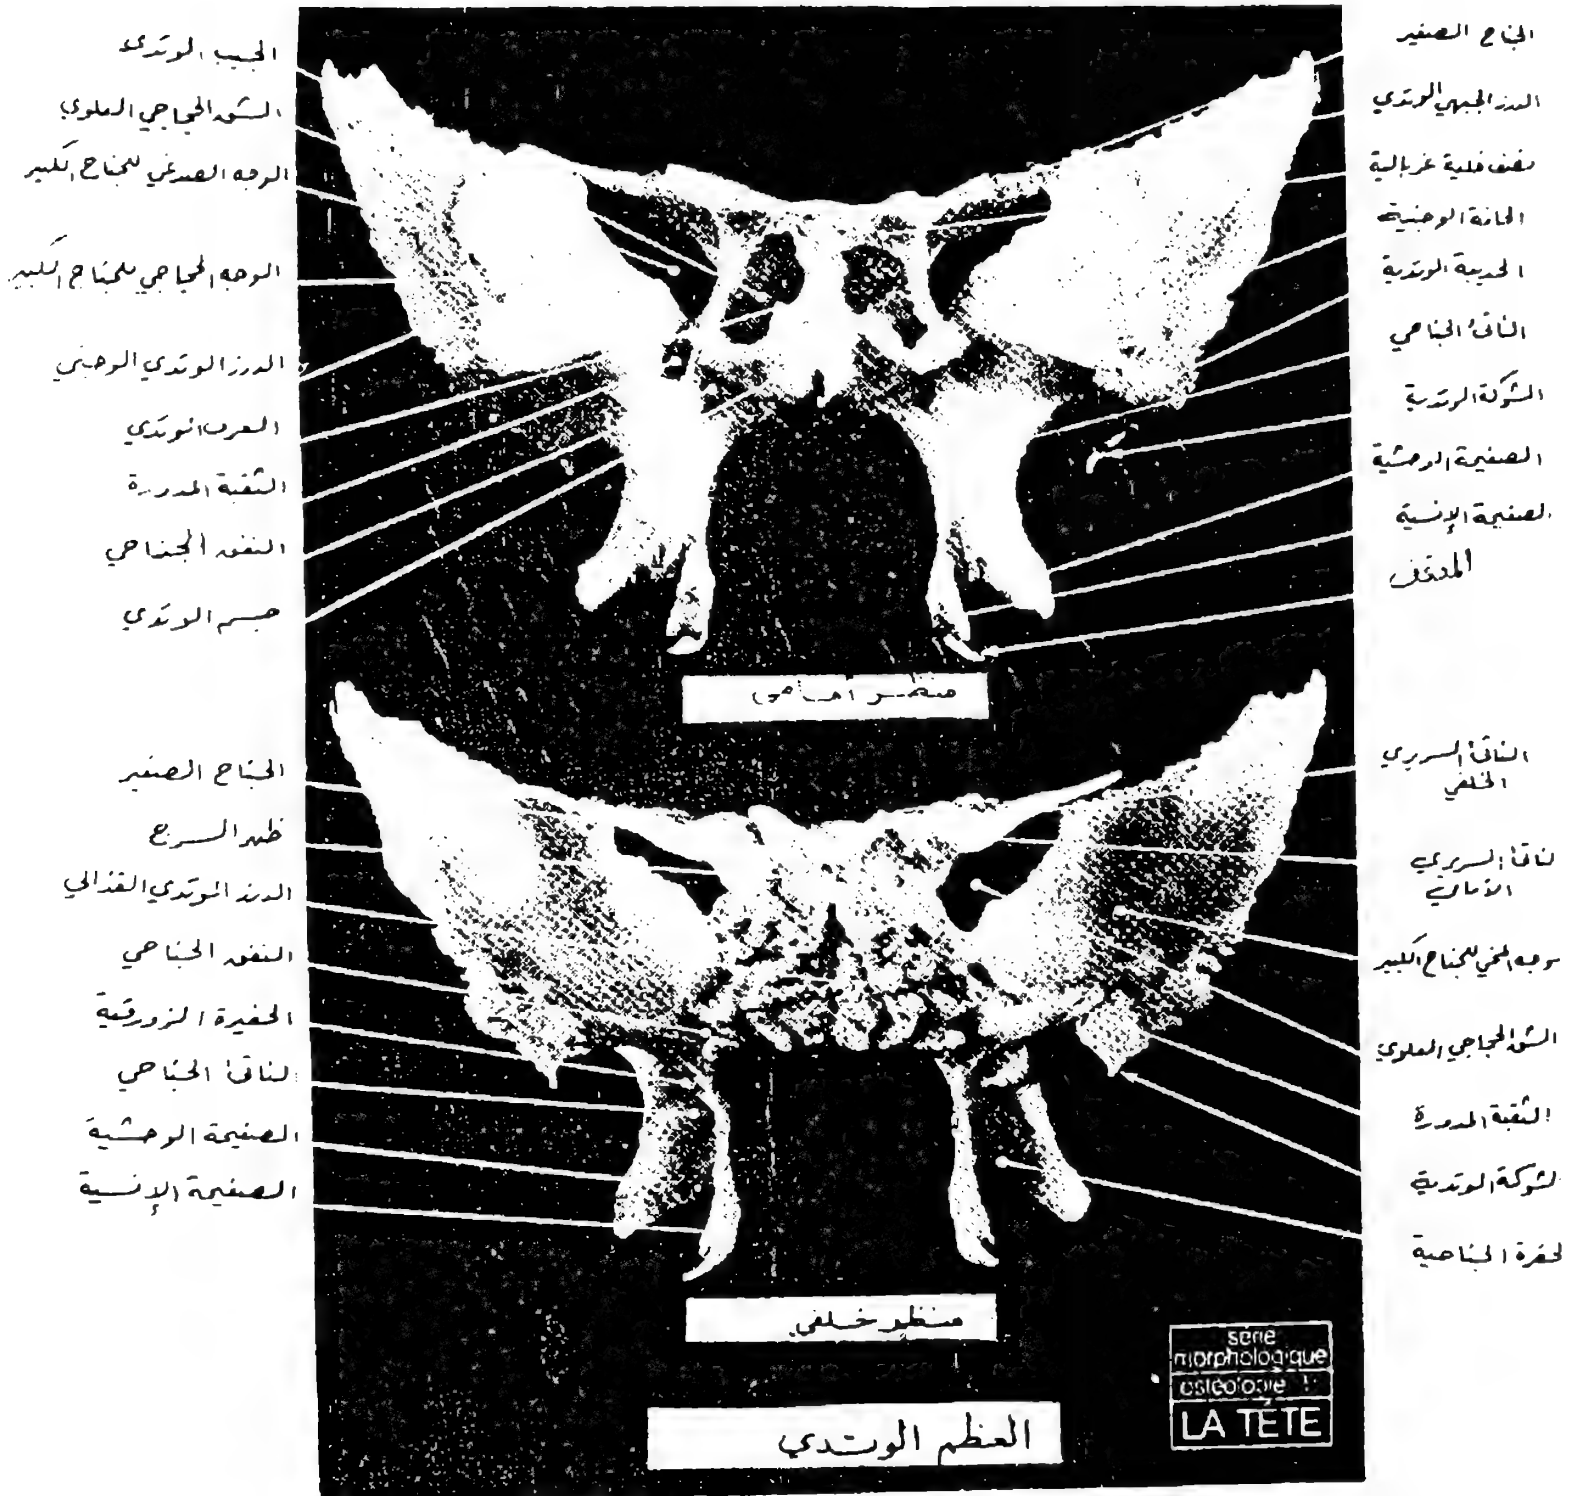 الجناح الصغير
الدرز الجبهي الوتدي
نصف خلية غربالية
الحافة الوجنية
الحديبة الوتدية
الناتئ الجناحي
الشوكة الوتدية
الصفيحة الوحشية
الصفيحة الإنسية
الجيب الوتدي
الشق الحجاجي العلوي
الوجه الصدغي للجناح الكبير
الوجه الحجاجي للجناح الكبير
الدرز الوتدي الوجني
العرف الوتدي
الثقبة المدورة
النفق الجناحي
جسم الوتدي
منظر أمامي
الناتئ السريري
الخلفي
الناتئ السريري
الأمامي
الوجه المخي للجناح الكبير
الشق الحجاجي العلوي
الثقبة المدورة
الشوكة الوتدية
الحفرة الجناحية
الجناح الصغير
ظهر السرج
الدرز الوتدي القذالي
النفق الجناحي
الحفيرة الزورقية
الناتئ الجناحي
الصفيحة الوحشية
الصفيحة الإنسية
منظر خلفي
العظم الوتدي
série
morphologique
ostéologie
LA TÊTE